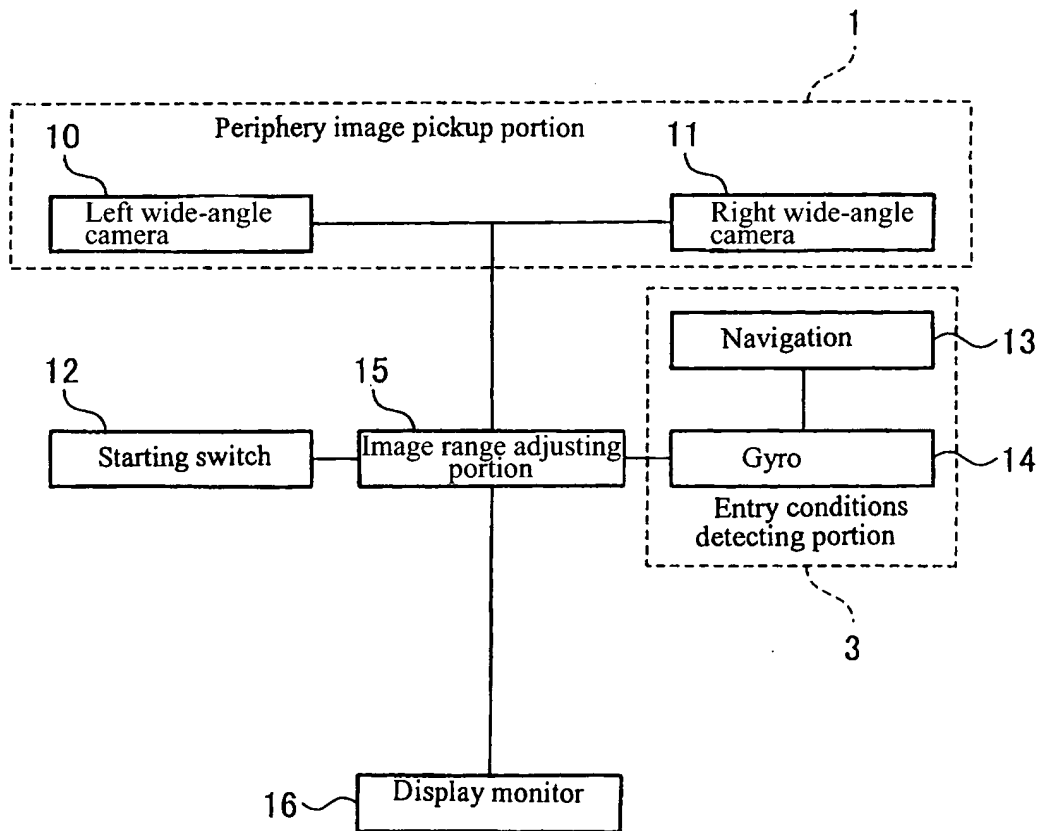 1
Periphery image pickup portion
10
11
Left wide-angle
camera
Right wide-angle
camera
Navigation
13
12
15
Starting switch
Image range adjusting
portion
Gyro
14
Entry conditions
detecting portion
3
Display monitor
16